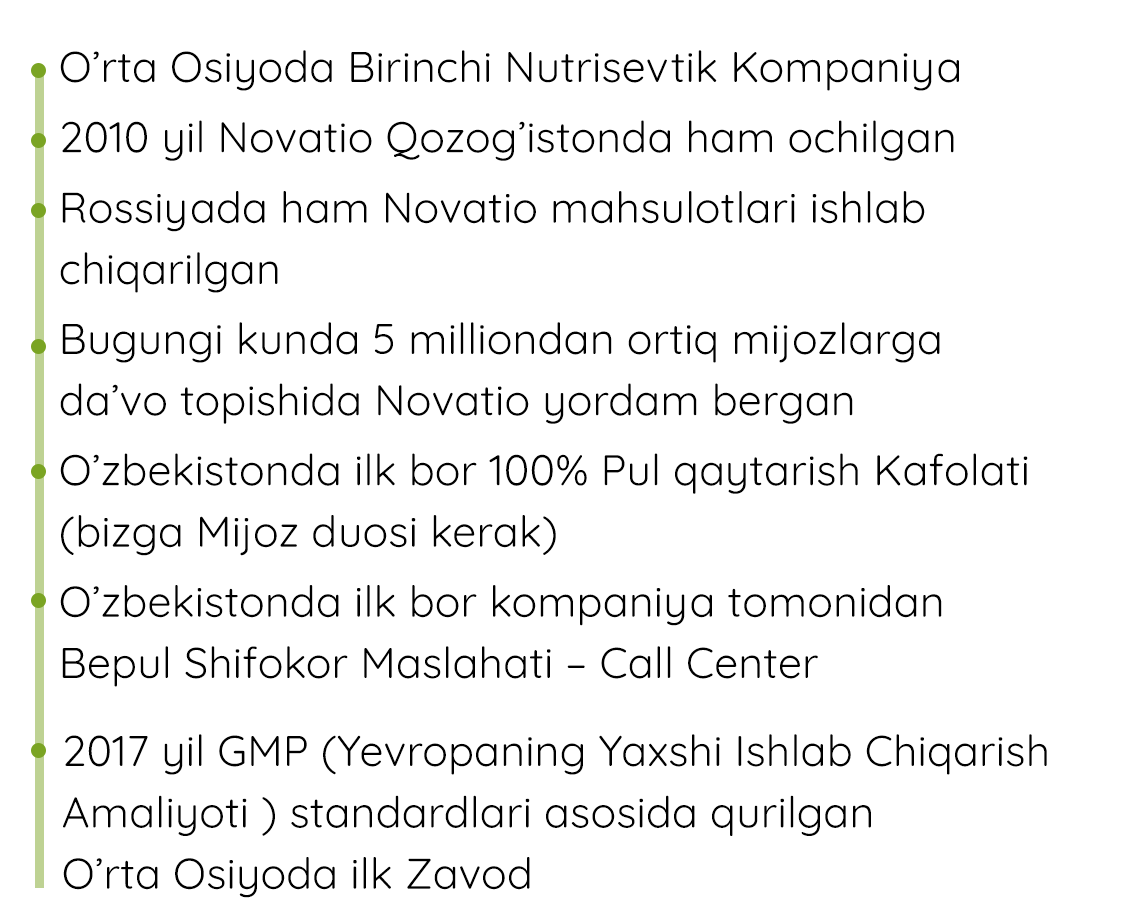 O’rta Osiyoda Birinchi Nutrisevtik Kompaniya
2010 yil Novatio Qozog’istonda ham ochilgan
Rossiyada ham Novatio mahsulotlari ishlab
chiqarilgan
Bugungi kunda 5 milliondan ortiq mijozlarga
da’vo topishida Novatio yordam bergan
O’zbekistonda ilk bor 100% Pul qaytarish Kafolati
(bizga Mijoz duosi kerak)
O’zbekistonda ilk bor kompaniya tomonidan
Bepul Shifokor Maslahati – Call Center
2017 yil GMP (Yevropaning Yaxshi Ishlab Chiqarish
Amaliyoti ) standardlari asosida qurilgan
O’rta Osiyoda ilk Zavod